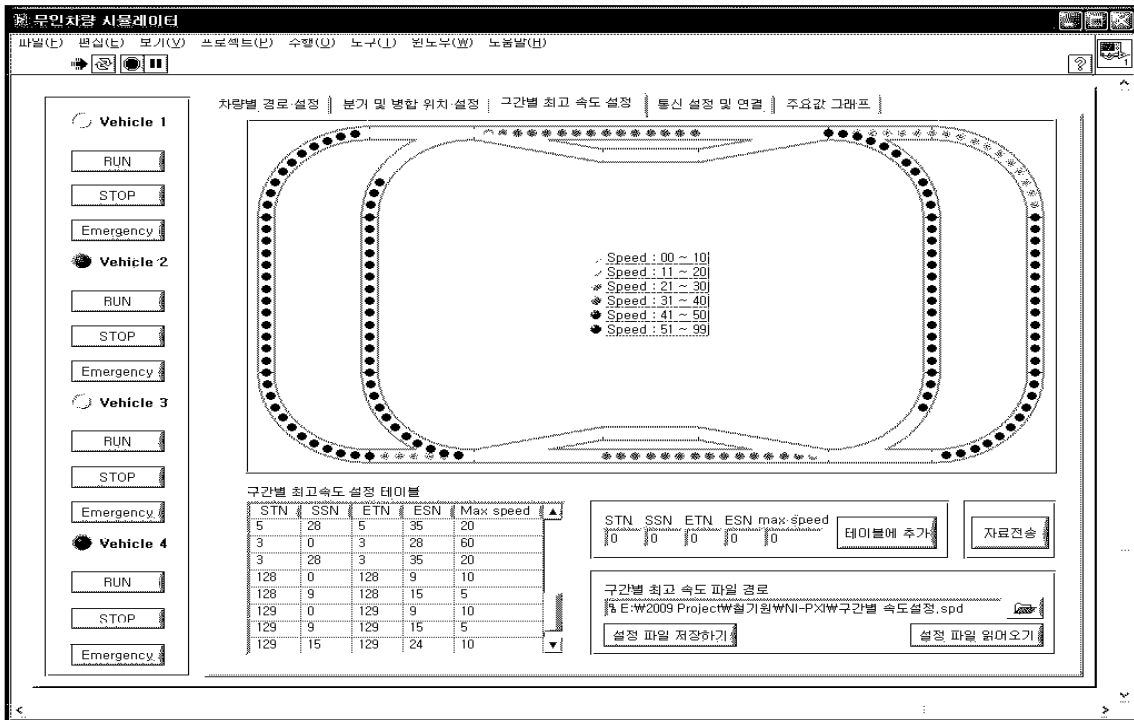 무인차량 시뮬레이터
파일(F) 편집(E) 보기(V) 프로젝트(P) 수행(O) 도구(T) 윈도우(W) 도움말(H)
1
차량별 경로 설정 분기 및 병합 위치 설정 구간별 최고 속도 설정 통신 설정 및 연결 주요값 그래프
Vehicle 1
RUN
STOP
Emergency
Vehicle 2
RUN
STOP
Emergency
Vehicle 3
RUN
STOP
Emergency
Vehicle 4
RUN
STOP
Emergency
Speed : 00 ~ 10
Speed : 11 ~ 20
Speed : 21 ~ 30
Speed : 31 ~ 40
Speed : 41 ~ 50
Speed : 51 ~ 99
구간별 최고속도 설정 테이블
STN SSN ETN ESN Max speed
5 28 5 35 20
3 0 3 28 60
3 28 3 35 20
128 0 128 9 10
128 9 128 15 5
129 0 129 9 10
129 9 129 15 5
129 15 129 24 10
STN SSN ETN ESN max speed
0 0 0 0 0
테이블에 추가
자료전송
구간별 최고 속도 파일 경로
E:₩2009 Project₩철기원₩NI-PXI₩구간별 속도설정.spd
설정 파일 저장하기
설정 파일 읽어오기